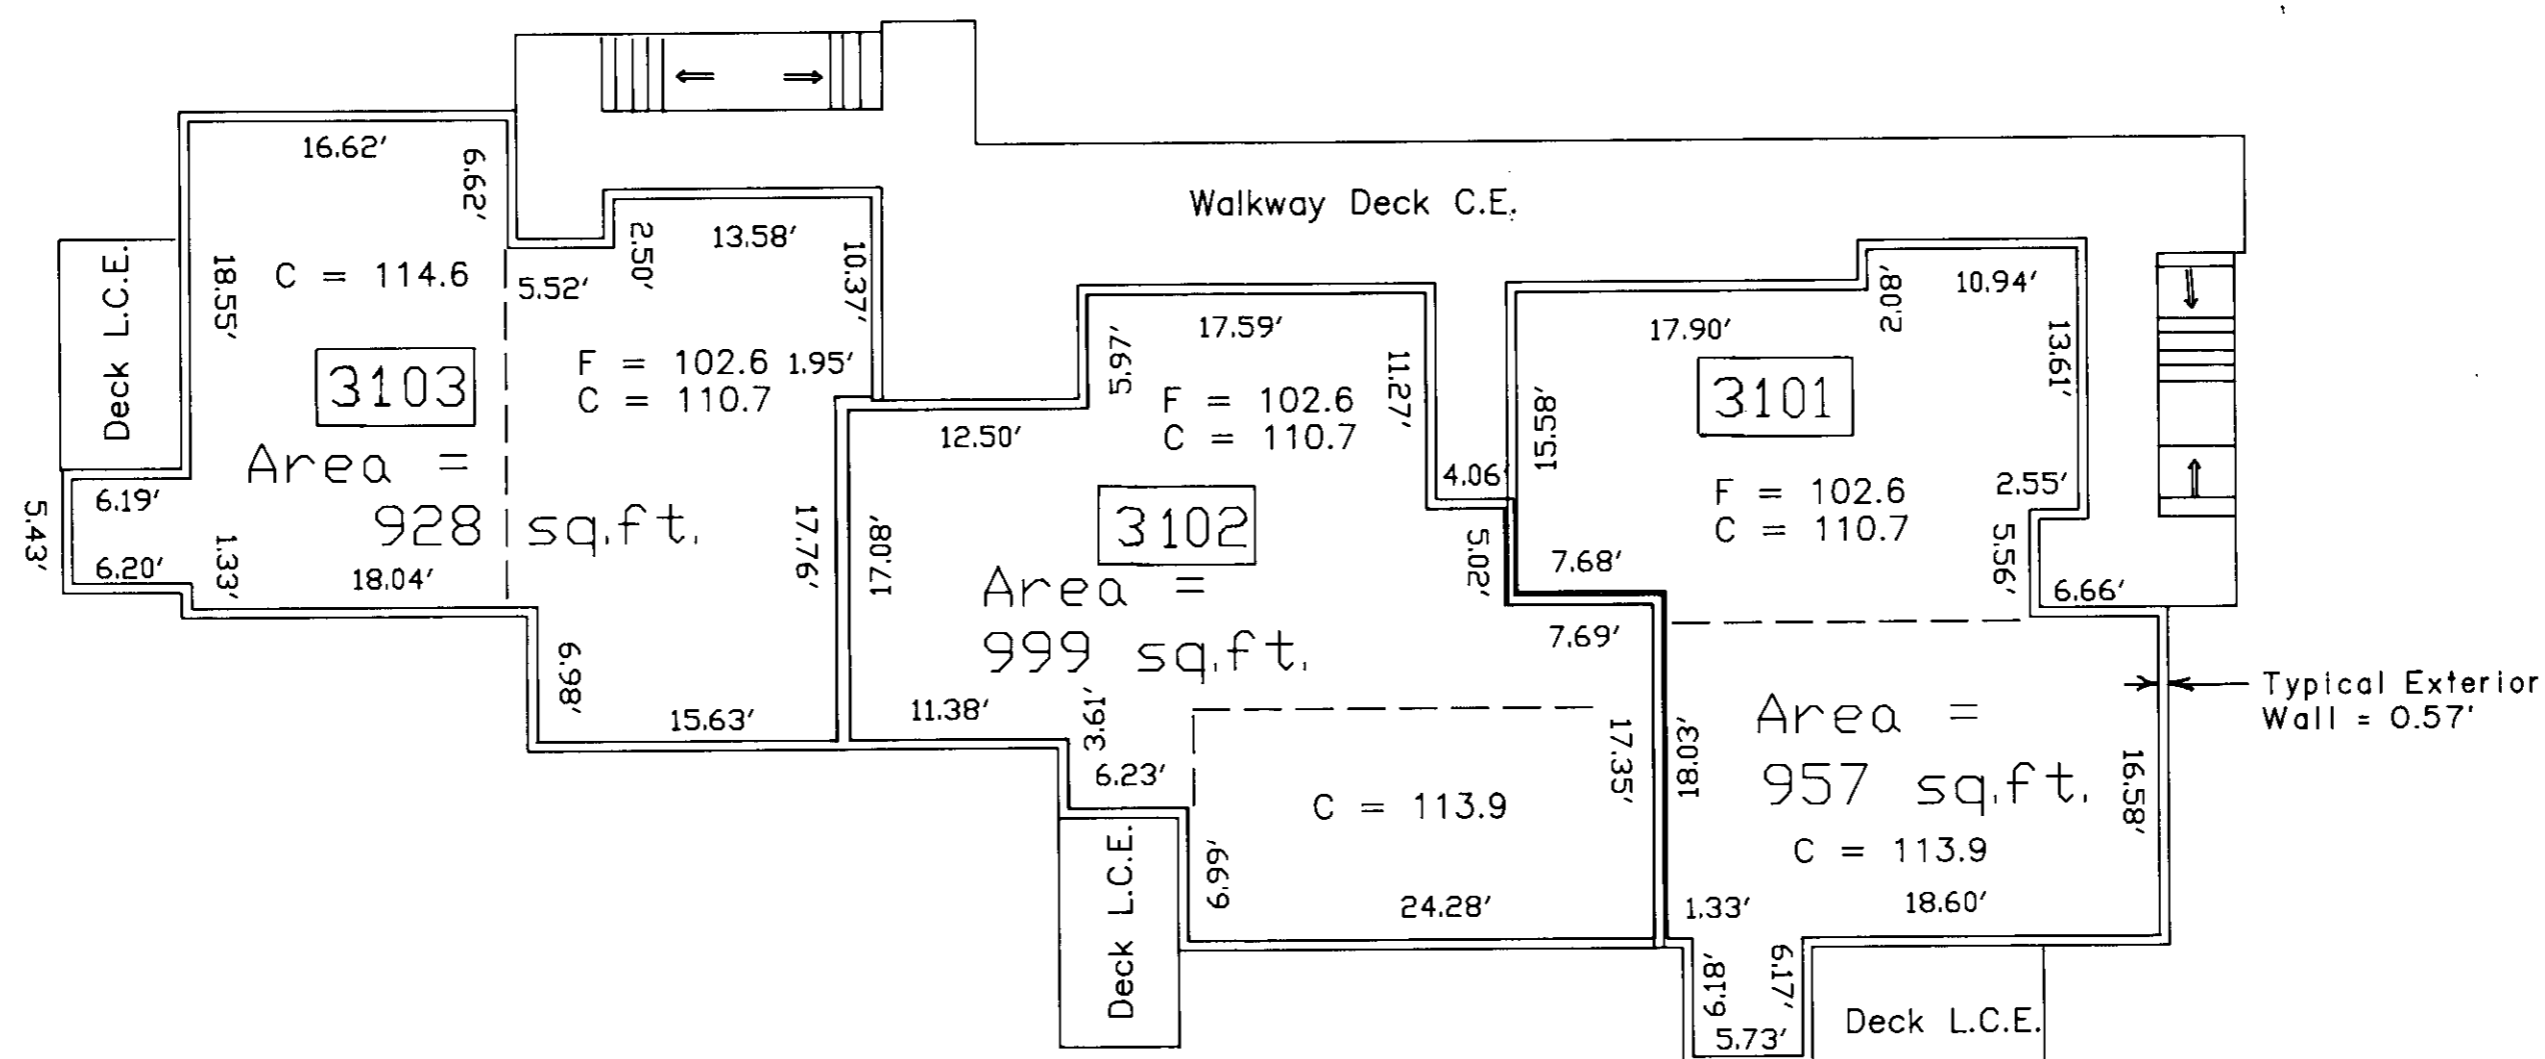 16.62'
6.62'
Walkway Deck C.E.
2.50'
13.58'
10.37'
Deck L.C.E.
18.55'
C = 114.6
5.52'
10.94'
2.08'
17.59'
17.90'
5.97'
11.27'
13.61'
F = 102.6
1.95'
C = 110.7
3103
F = 102.6
C = 110.7
3101
12.50'
15.58'
Area =
928 sq.ft.
4.06'
F = 102.6
C = 110.7
2.55'
6.19'
5.43'
6.20'
1.33'
18.04'
17.76'
17.08'
3102
5.02'
7.68'
5.56'
6.66'
Area =
999 sq.ft.
7.69'
6.98'
15.63'
11.38'
3.61'
6.23'
17.35'
18.03'
Area =
957 sq.ft.
16.58'
Typical Exterior
Wall = 0.57'
C = 113.9
C = 113.9
Deck L.C.E.
6.99'
24.28'
1.33'
18.60'
6.18'
6.17'
5.73'
Deck L.C.E.